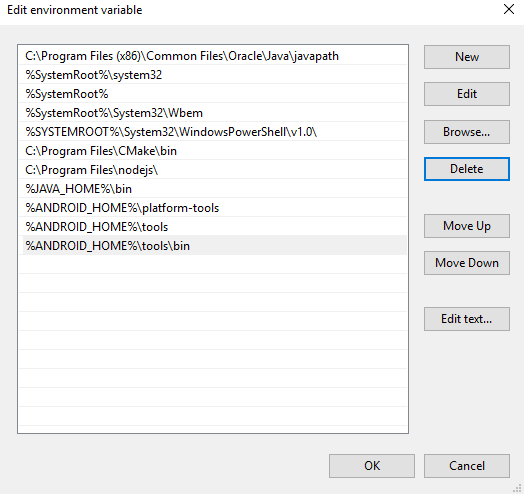 Edit environment variable
C:\Program Files (x86)\Common Files\Oracle\Java\javapath
%SystemRoot%\system32
%SystemRoot%
%SystemRoot%\System32\Wbem
%SYSTEMROOT%\System32\WindowsPowerShell\v1.0\
C:\Program Files\CMake\bin
C:\Program Files\nodejs\
%JAVA_HOME%\bin
%ANDROID_HOME%\platform-tools
%ANDROID_HOME%\tools
%ANDROID_HOME%\tools\bin
New
Edit
Browse...
Delete
Move Up
Move Down
Edit text...
OK
Cancel